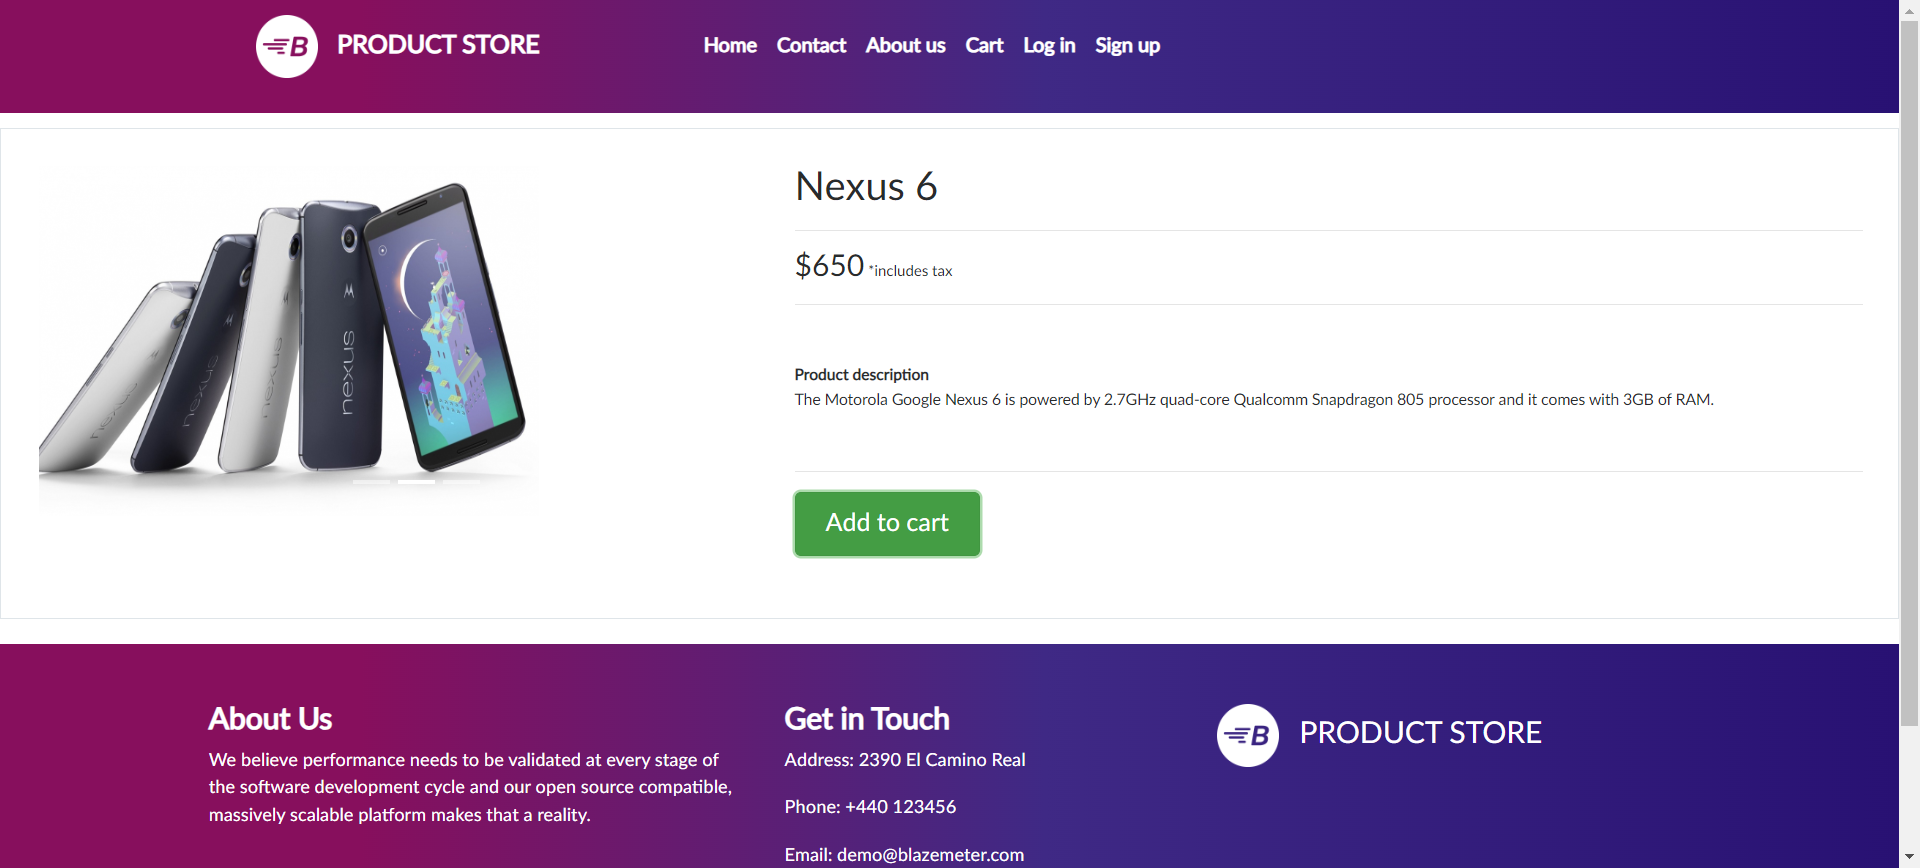 B PRODUCT STORE
Home Contact About us Cart Log in Sign up
nexus
nexus
nexus
nexus
Nexus 6
$650 *includes tax
Product description
The Motorola Google Nexus 6 is powered by 2.7GHz quad-core Qualcomm Snapdragon 805 processor and it comes with 3GB of RAM.
Add to cart
About Us
We believe performance needs to be validated at every stage of
the software development cycle and our open source compatible,
massively scalable platform makes that a reality.
Get in Touch
Address: 2390 El Camino Real
Phone: +440 123456
Email: demo@blazemeter.com
B PRODUCT STORE